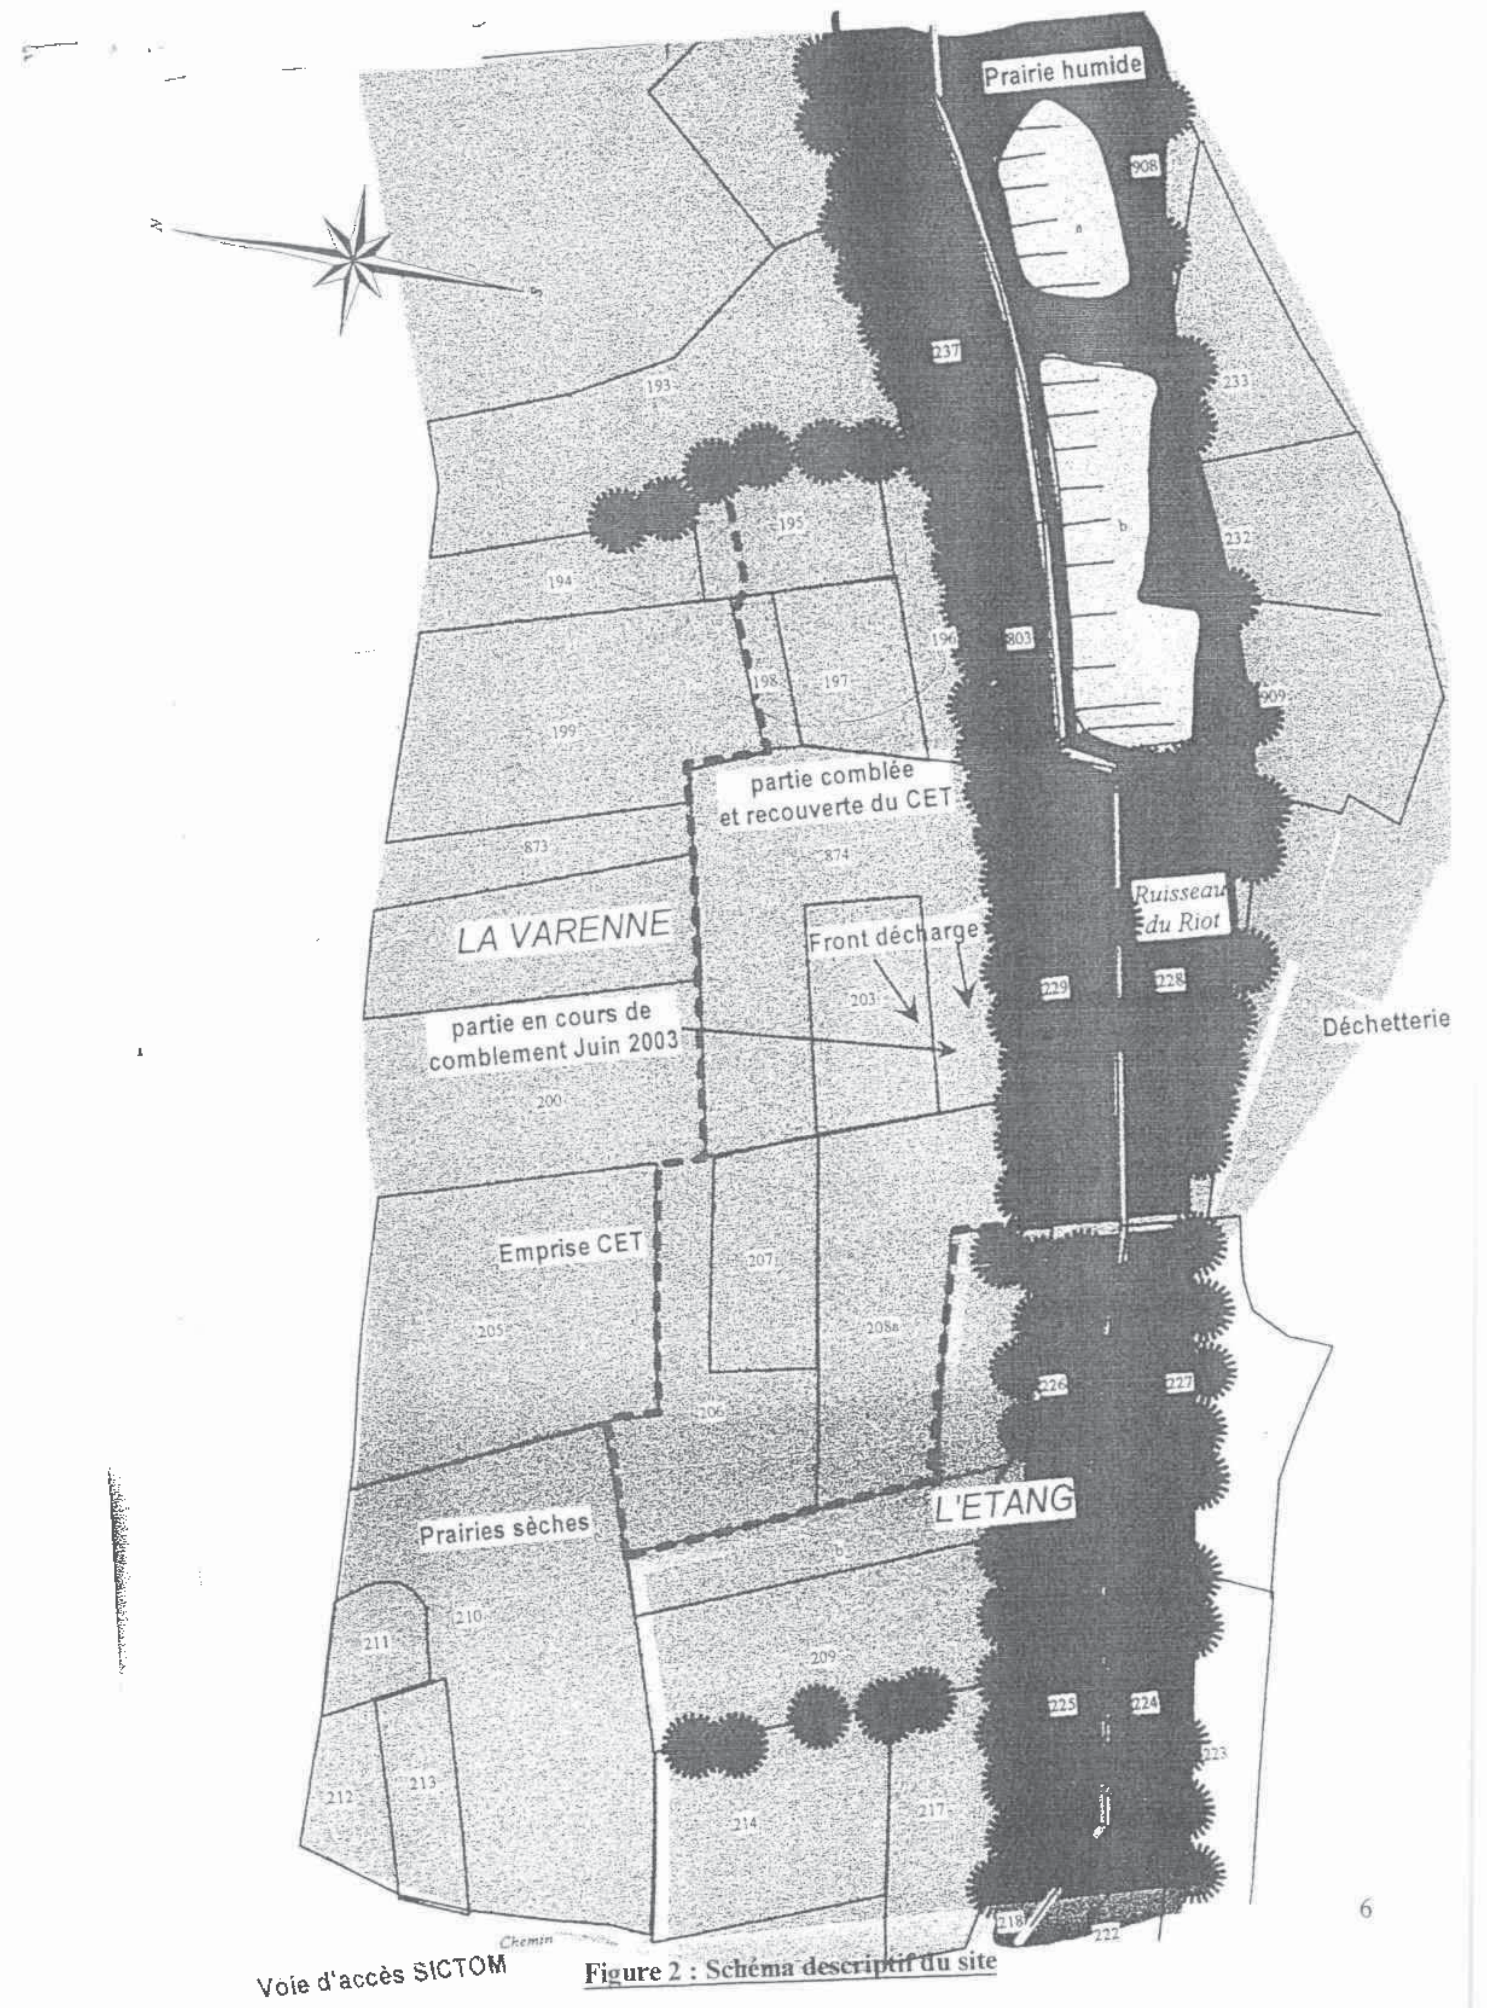 Prairie humide
908
a
N
S
237
193
233
195
b
232
194
196
803
198
197
909
199
partie comblée
et recouverte du CET
873
874
Ruisseau
du Riot
LA VARENNE
Front décharge
229
228
203
partie en cours de
comblement Juin 2003
Déchetterie
200
Emprise CET
207
205
208a
226
227
206
L'ETANG
Prairies sèches
b
210
211
209
225
224
223
213
212
214
217
6
218
222
Chemin
Voie d'accès SICTOM
Figure 2 : Schéma descriptif du site